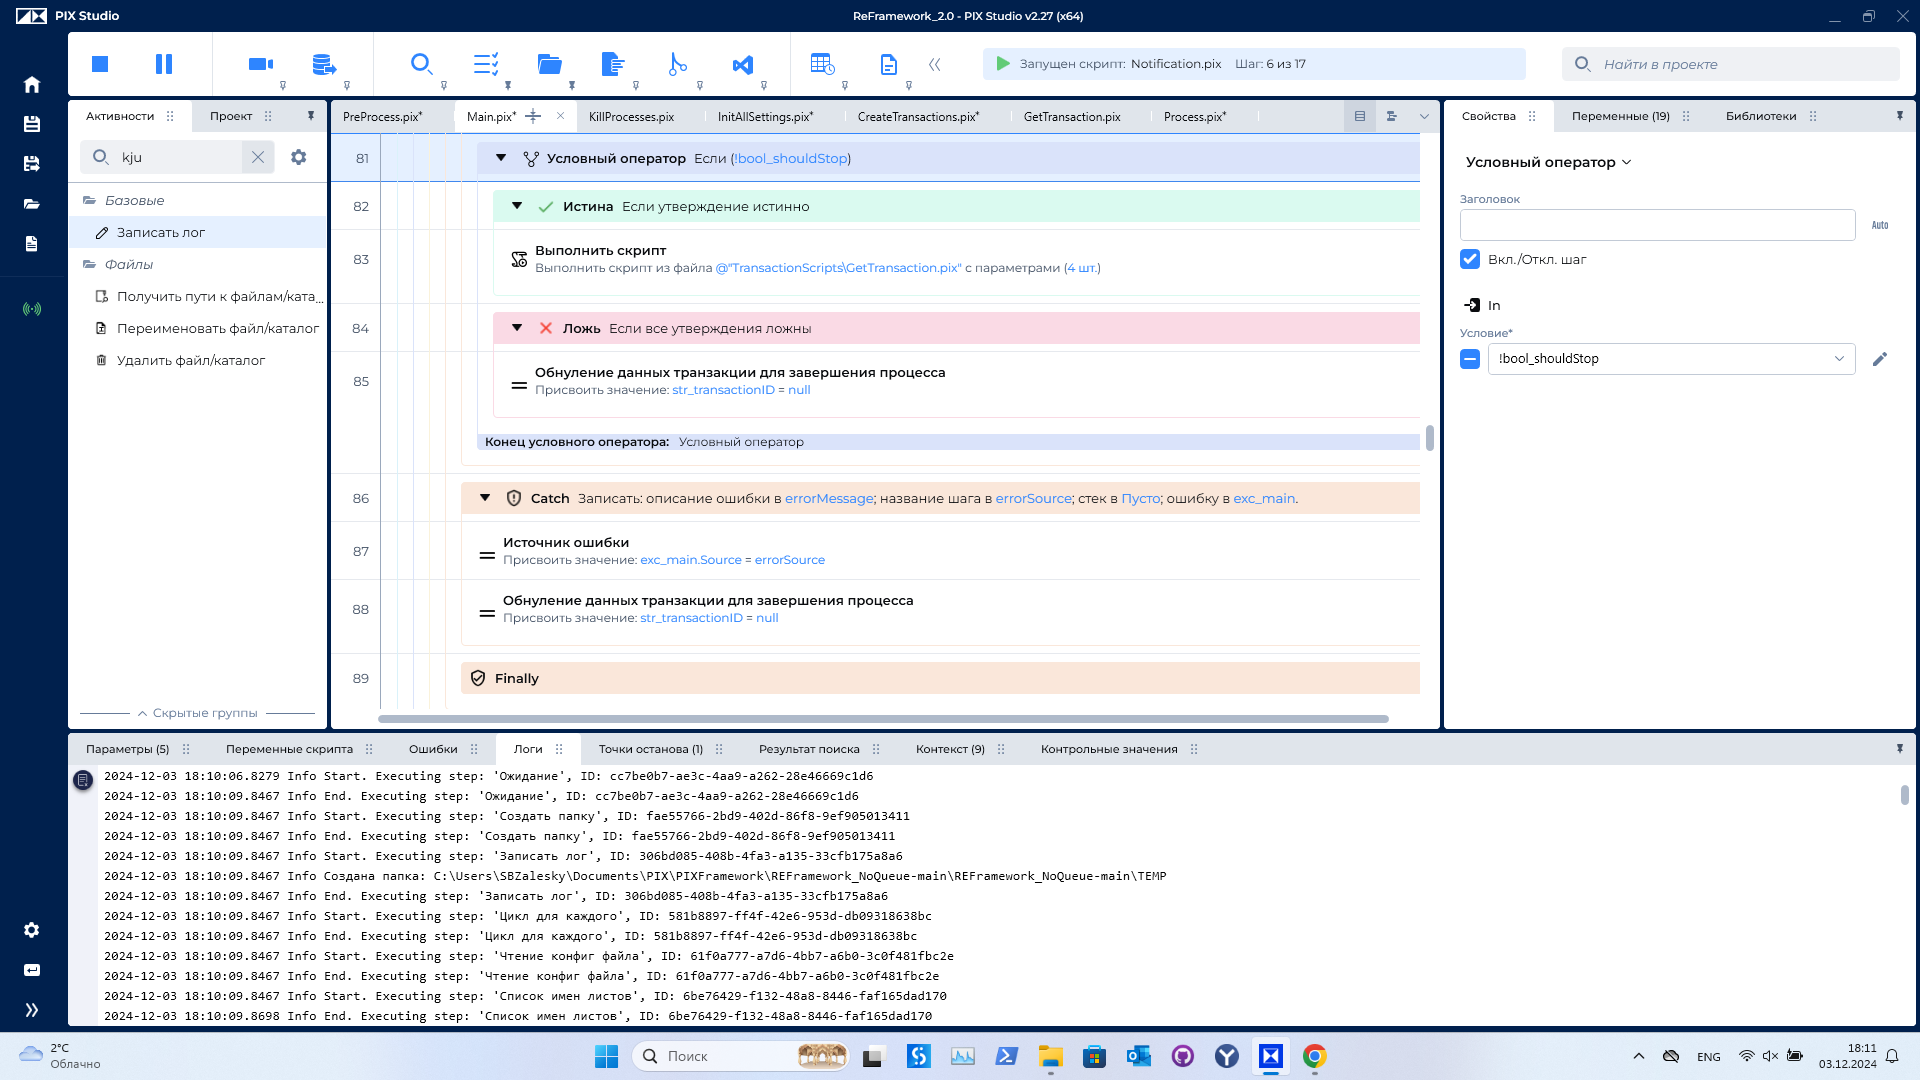 PIX Studio
ReFramework_2.0 - PIX Studio v2.27 (x64)
Запущен скрипт: Notification.pix Шаг: 6 из 17
Найти в проекте
Активности
Проект
kju
Базовые
Записать лог
Файлы
Получить пути к файлам/ката...
Переименовать файл/каталог
Удалить файл/каталог
Скрытые группы
PreProcess.pix*
Main.pix*
KillProcesses.pix
InitAllSettings.pix*
CreateTransactions.pix*
GetTransaction.pix
Process.pix*
81 Условный оператор Если (!bool_shouldStop)
82 Истина Если утверждение истинно
83 Выполнить скрипт
Выполнить скрипт из файла @"TransactionScripts\GetTransaction.pix" с параметрами (4 шт.)
84 Ложь Если все утверждения ложны
85 Обнуление данных транзакции для завершения процесса
Присвоить значение: str_transactionID = null
Конец условного оператора: Условный оператор
86 Catch Записать: описание ошибки в errorMessage; название шага в errorSource; стек в Пусто; ошибку в exc_main.
87 Источник ошибки
Присвоить значение: exc_main.Source = errorSource
88 Обнуление данных транзакции для завершения процесса
Присвоить значение: str_transactionID = null
89 Finally
Свойства
Переменные (19)
Библиотеки
Условный оператор
Заголовок
Auto
Вкл./Откл. шаг
In
Условие*
!bool_shouldStop
Параметры (5)
Переменные скрипта
Ошибки
Логи
Точки останова (1)
Результат поиска
Контекст (9)
Контрольные значения
2024-12-03 18:10:06.8279 Info Start. Executing step: 'Ожидание', ID: cc7be0b7-ae3c-4aa9-a262-28e46669c1d6
2024-12-03 18:10:09.8467 Info End. Executing step: 'Ожидание', ID: cc7be0b7-ae3c-4aa9-a262-28e46669c1d6
2024-12-03 18:10:09.8467 Info Start. Executing step: 'Создать папку', ID: fae55766-2bd9-402d-86f8-9ef905013411
2024-12-03 18:10:09.8467 Info End. Executing step: 'Создать папку', ID: fae55766-2bd9-402d-86f8-9ef905013411
2024-12-03 18:10:09.8467 Info Start. Executing step: 'Записать лог', ID: 306bd085-408b-4fa3-a135-33cfb175a8a6
2024-12-03 18:10:09.8467 Info Создана папка: C:\Users\SBZalesky\Documents\PIX\PIXFramework\REFramework_NoQueue-main\REFramework_NoQueue-main\TEMP
2024-12-03 18:10:09.8467 Info End. Executing step: 'Записать лог', ID: 306bd085-408b-4fa3-a135-33cfb175a8a6
2024-12-03 18:10:09.8467 Info Start. Executing step: 'Цикл для каждого', ID: 581b8897-ff4f-42e6-953d-db09318638bc
2024-12-03 18:10:09.8467 Info End. Executing step: 'Цикл для каждого', ID: 581b8897-ff4f-42e6-953d-db09318638bc
2024-12-03 18:10:09.8467 Info Start. Executing step: 'Чтение конфиг файла', ID: 61f0a777-a7d6-4bb7-a6b0-3c0f481fbc2e
2024-12-03 18:10:09.8467 Info End. Executing step: 'Чтение конфиг файла', ID: 61f0a777-a7d6-4bb7-a6b0-3c0f481fbc2e
2024-12-03 18:10:09.8467 Info Start. Executing step: 'Список имен листов', ID: 6be76429-f132-48a8-8446-faf165dad170
2024-12-03 18:10:09.8698 Info End. Executing step: 'Список имен листов', ID: 6be76429-f132-48a8-8446-faf165dad170
2°C
Облачно
Поиск
ENG
18:11
03.12.2024